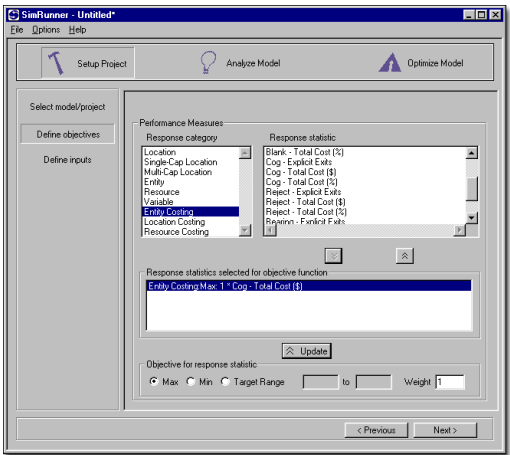 SimRunner - Untitled*
File Options Help
Setup Project
Analyze Model
Optimize Model
Select model/project
Define objectives
Define inputs
Performance Measures
Response category
Location
Single-Cap Location
Multi-Cap Location
Entity
Resource
Variable
Entity Costing
Location Costing
Resource Costing
Response statistic
Blank - Total Cost (%)
Cog - Explicit Exits
Cog - Total Cost ($)
Cog - Total Cost (%)
Reject - Explicit Exits
Reject - Total Cost ($)
Reject - Total Cost (%)
Bearing - Explicit Exits
Response statistics selected for objective function
Entity Costing:Max: 1 * Cog - Total Cost ($)
Update
Objective for response statistic
Max Min Target Range to Weight 1
< Previous Next >